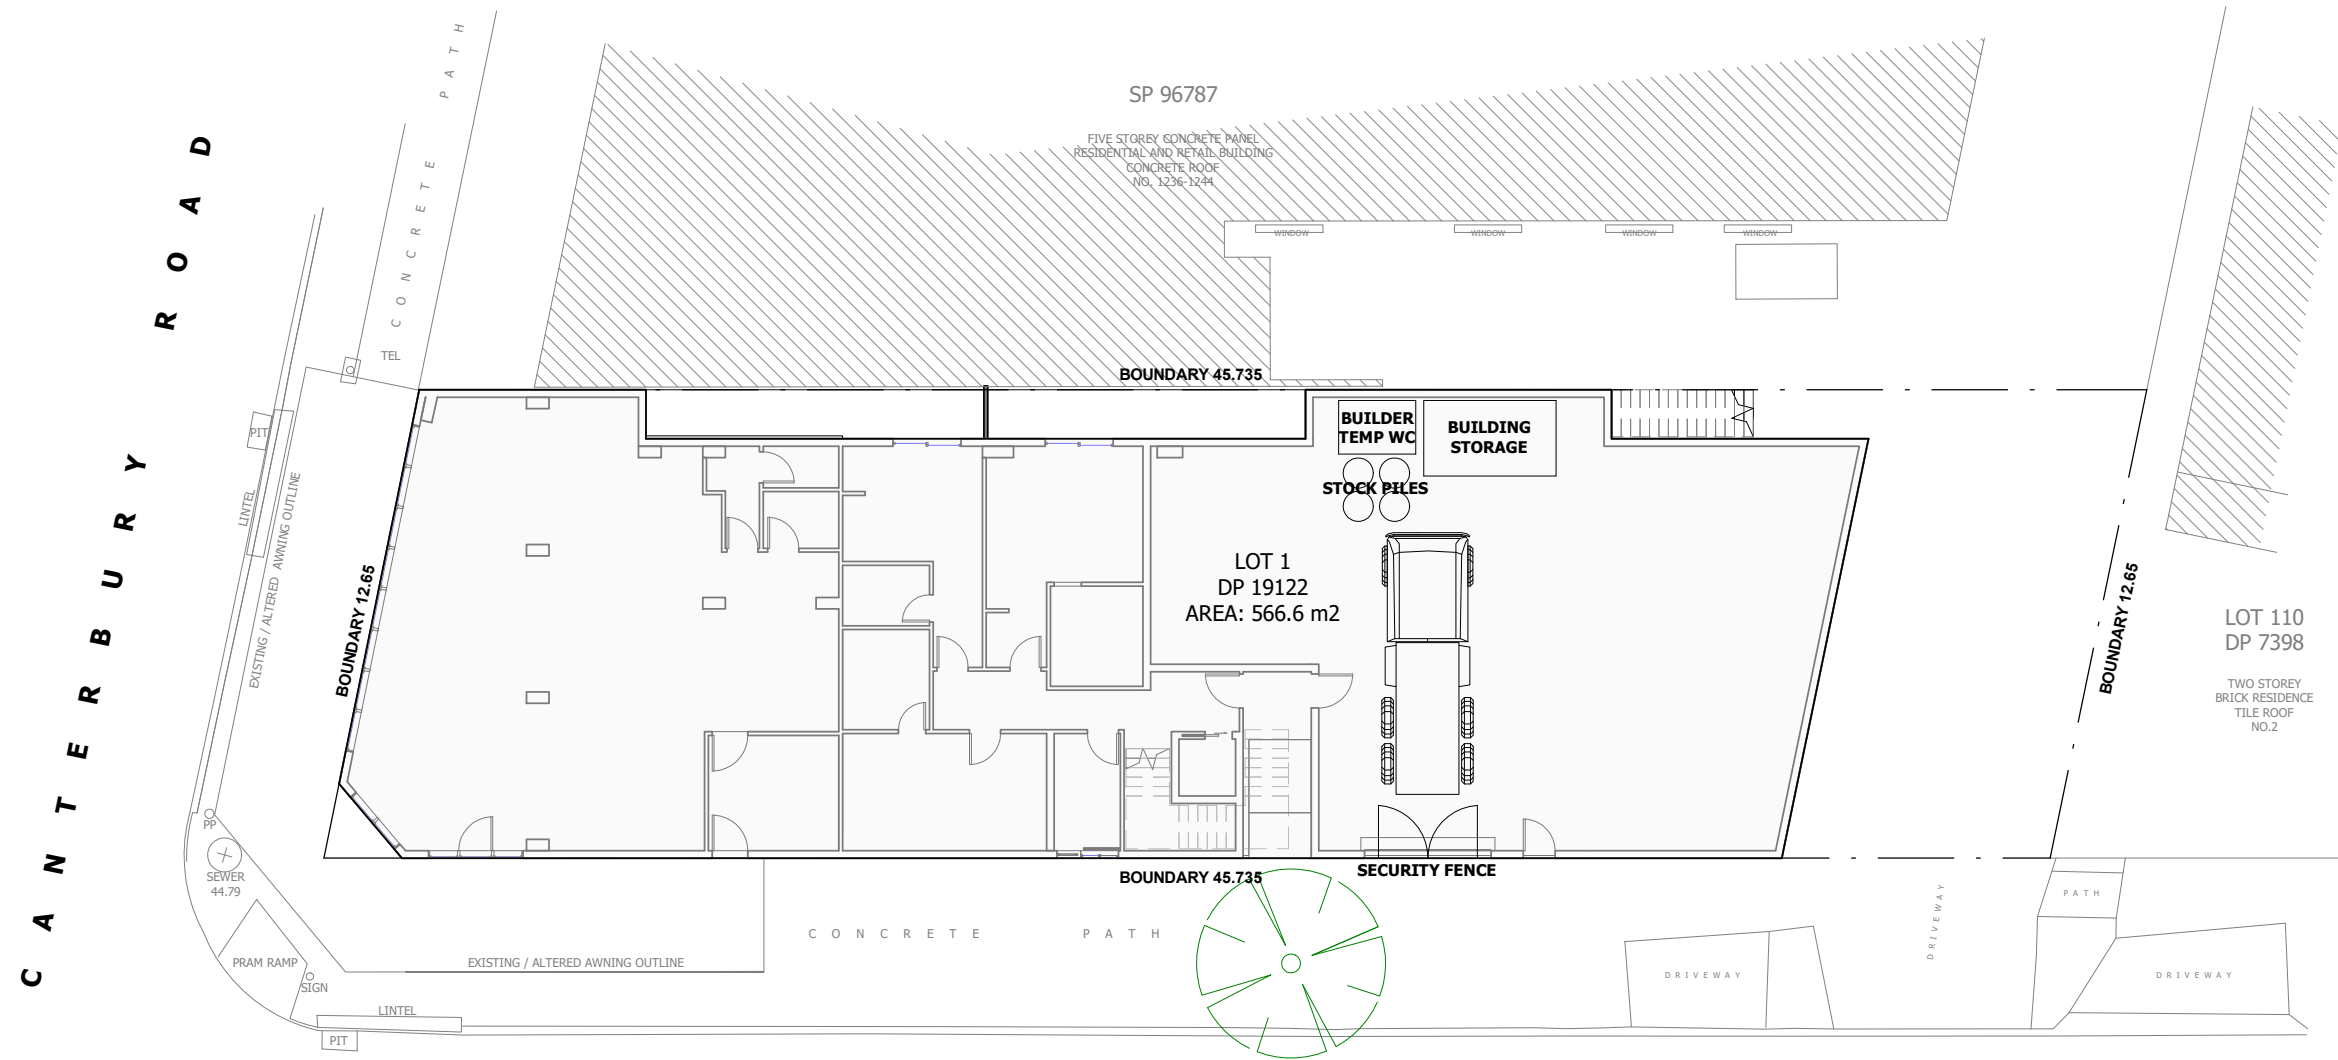 CONCRETE PATH
CANTERBURY ROAD
SP 96787
FIVE STOREY CONCRETE PANEL
RESIDENTIAL AND RETAIL BUILDING
CONCRETE ROOF
NO. 1236-1244
WINDOW
WINDOW
WINDOW
WINDOW
TEL
BOUNDARY 45.735
PIT
LINTEL
EXISTING / ALTERED AWNING OUTLINE
BOUNDARY 12.65
BUILDER
TEMP WC
BUILDING
STORAGE
STOCK PILES
LOT 1
DP 19122
AREA: 566.6 m2
BOUNDARY 12.65
LOT 110
DP 7398
TWO STOREY
BRICK RESIDENCE
TILE ROOF
NO.2
PP
SEWER
44.79
BOUNDARY 45.735
SECURITY FENCE
CONCRETE PATH
EXISTING / ALTERED AWNING OUTLINE
PRAM RAMP
SIGN
LINTEL
PIT
DRIVEWAY
DRIVEWAY
PATH
DRIVEWAY